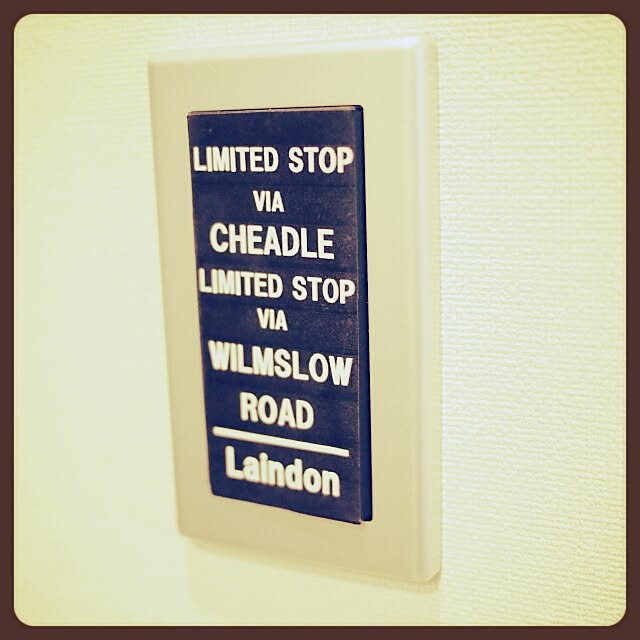 LIMITED STOP
VIA
CHEADLE
LIMITED STOP
VIA
WILMSLOW
ROAD
Laindon